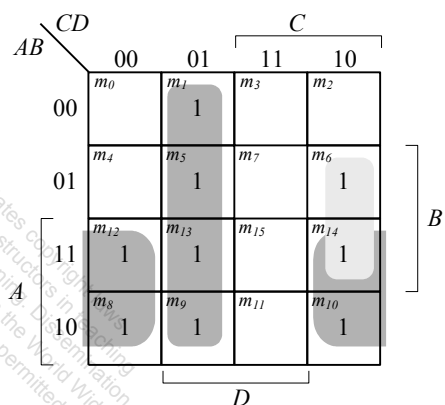 CD
C
AB
00 01 11 10
00 m₀ m₁ 1 m₃ m₂
01 m₄ m₅ 1 m₇ m₆ 1
B
11 m₁₂ 1 m₁₃ 1 m₁₅ m₁₄ 1
A
10 m₈ 1 m₉ 1 m₁₁ m₁₀ 1
D